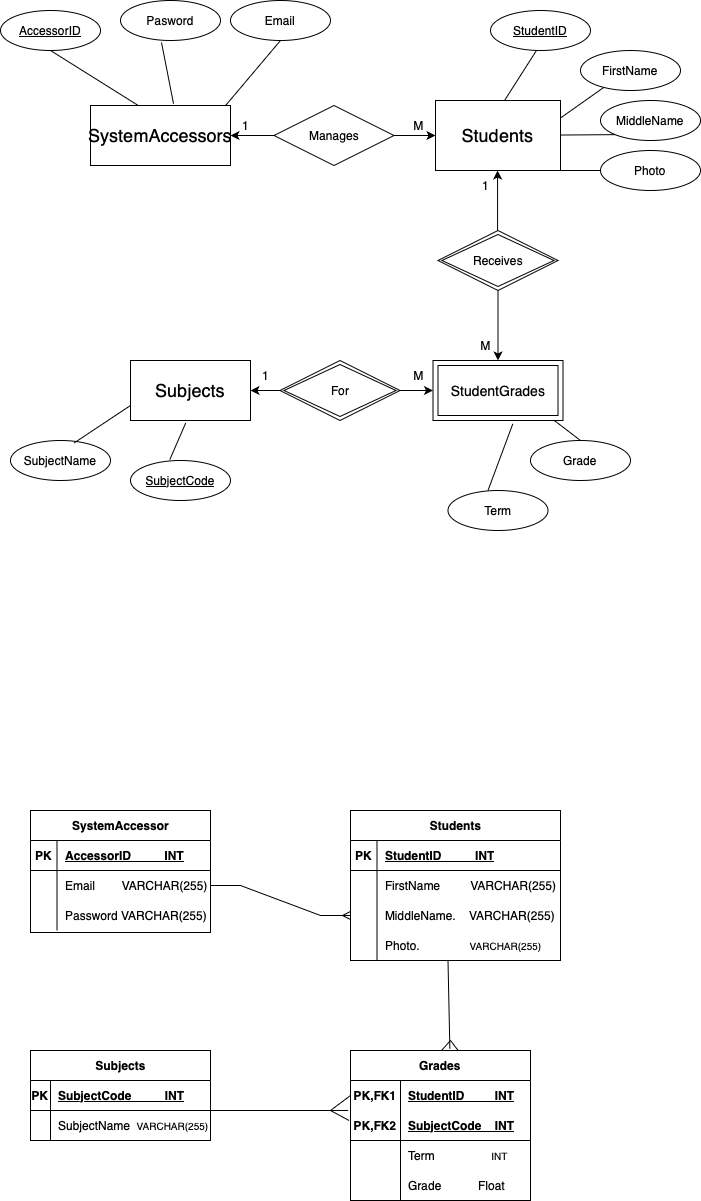 AccessorID
Pasword
Email
StudentID
FirstName
MiddleName
Photo
SystemAccessors
1
Manages
M
Students
1
Receives
M
Subjects
1
For
M
StudentGrades
SubjectName
SubjectCode
Grade
Term
SystemAccessor
PK AccessorID INT
Email VARCHAR(255)
Password VARCHAR(255)
Students
PK StudentID INT
FirstName VARCHAR(255)
MiddleName. VARCHAR(255)
Photo. VARCHAR(255)
Subjects
PK SubjectCode INT
SubjectName VARCHAR(255)
Grades
PK,FK1 StudentID INT
PK,FK2 SubjectCode INT
Term INT
Grade Float